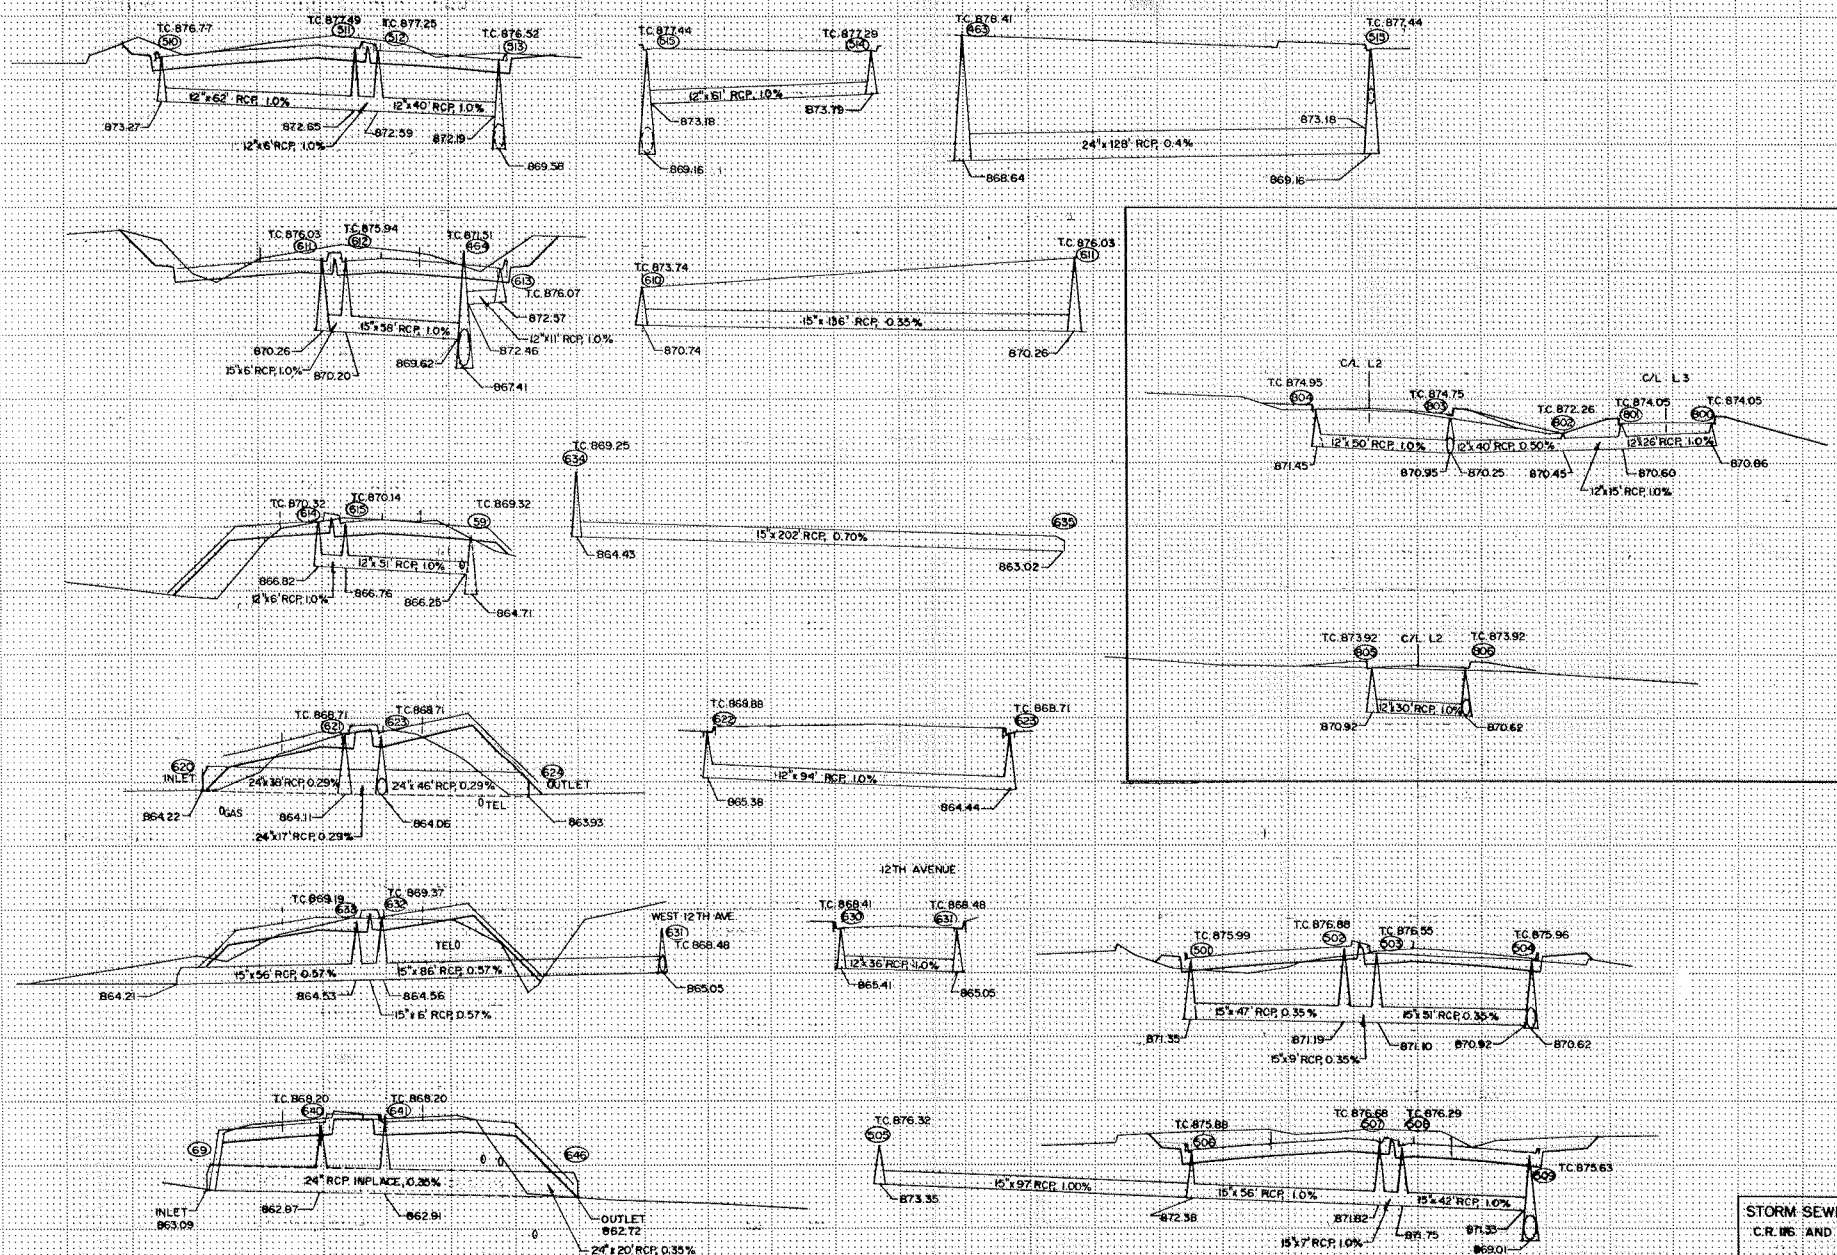 T.C. 876.77
510
T.C. 877.49
511
T.C. 877.25
512
T.C. 876.52
513
12"x 62' RCP, 1.0%
12"x 40' RCP, 1.0%
873.27
872.65
872.59
872.19
12"x6' RCP, 1.0%
869.58
T.C. 877.44
515
T.C. 877.29
514
12"x 61' RCP, 1.0%
873.18
873.79
869.16
T.C. 878.41
463
T.C. 877.44
515
24"x 128' RCP, 0.4%
873.18
868.64
869.16
T.C. 876.03
611
T.C. 875.94
612
T.C. 871.51
464
613
T.C. 876.07
872.57
15"x 58' RCP, 1.0%
12"x11' RCP, 1.0%
870.26
872.46
869.62
15"x6' RCP, 1.0%
870.20
867.41
T.C. 873.74
610
T.C. 876.03
611
15"x 136' RCP, 0.35%
870.74
870.26
C/L L2
C/L L3
T.C. 874.95
804
T.C. 874.75
803
T.C. 872.26
802
T.C. 874.05
801
T.C. 874.05
800
12"x 50' RCP, 1.0%
12"x 40' RCP, 0.50%
12"x26' RCP, 1.0%
871.45
870.95
870.25
870.45
870.60
870.86
12"x15' RCP, 1.0%
T.C. 869.25
634
635
15"x 202' RCP, 0.70%
864.43
863.02
T.C. 870.32
614
T.C. 870.14
615
T.C. 869.32
59
12"x 51' RCP, 1.0%
866.82
12"x6' RCP, 1.0%
866.76
866.25
864.71
T.C. 873.92
805
C/L L2
T.C. 873.92
806
12"x30' RCP, 1.0%
870.92
870.62
T.C. 868.71
621
T.C. 868.71
623
620
INLET
624
OUTLET
24"x38' RCP, 0.29%
24"x 46' RCP, 0.29%
TEL
GAS
864.22
864.11
864.06
863.93
24"x17' RCP, 0.29%
T.C. 868.88
622
T.C. 868.71
623
12"x 94' RCP, 1.0%
865.38
864.44
12TH AVENUE
T.C. 869.19
633
T.C. 869.37
632
WEST 12TH AVE.
631
T.C. 868.48
TEL
15"x 56' RCP, 0.57%
15"x 86' RCP, 0.57%
864.21
864.53
864.56
865.05
15"x 6' RCP, 0.57%
T.C. 868.41
630
T.C. 868.48
631
12"x 36' RCP, 1.0%
865.41
865.05
T.C. 875.99
501
T.C. 876.88
502
T.C. 876.55
503
T.C. 875.96
504
15"x 47' RCP, 0.35%
15"x 51' RCP, 0.35%
871.35
871.19
871.10
870.92
870.62
15"x9' RCP, 0.35%
T.C. 868.20
640
T.C. 868.20
641
69
646
24" RCP INPLACE, 0.35%
INLET
863.09
862.97
862.91
OUTLET
862.72
24"x 20' RCP, 0.35%
T.C. 876.32
505
15"x 97' RCP, 1.00%
873.35
T.C. 875.88
506
T.C. 876.68
507
T.C. 876.29
508
T.C. 875.63
509
15"x 56' RCP, 1.0%
15"x 42' RCP, 1.0%
872.38
871.82
871.75
871.33
15"x7' RCP, 1.0%
869.01
STORM SEW
C.R. 116 AND